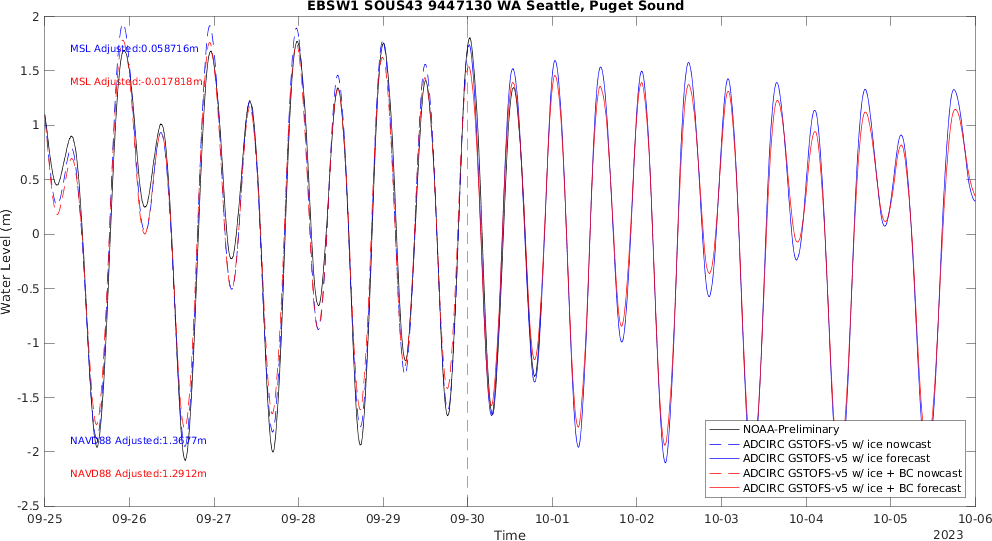 EBSW1 SOUS43 9447130 WA Seattle, Puget Sound
2
1.5
1
0.5
0
-0.5
-1
-1.5
-2
-2.5
Water Level (m)
MSL Adjusted:0.058716m
MSL Adjusted:-0.017818m
NAVD88 Adjusted:1.3677m
NAVD88 Adjusted:1.2912m
NOAA-Preliminary
ADCIRC GSTOFS-v5 w/ ice nowcast
ADCIRC GSTOFS-v5 w/ ice forecast
ADCIRC GSTOFS-v5 w/ ice + BC nowcast
ADCIRC GSTOFS-v5 w/ ice + BC forecast
09-25 09-26 09-27 09-28 09-29 09-30 10-01 10-02 10-03 10-04 10-05 10-06
Time
2023